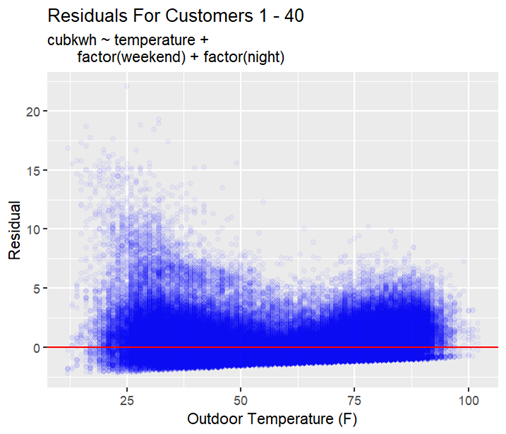 Residuals For Customers 1 - 40
cubkwh ~ temperature +
factor(weekend) + factor(night)
20
15
10
5
0
Residual
25
50
75
100
Outdoor Temperature (F)